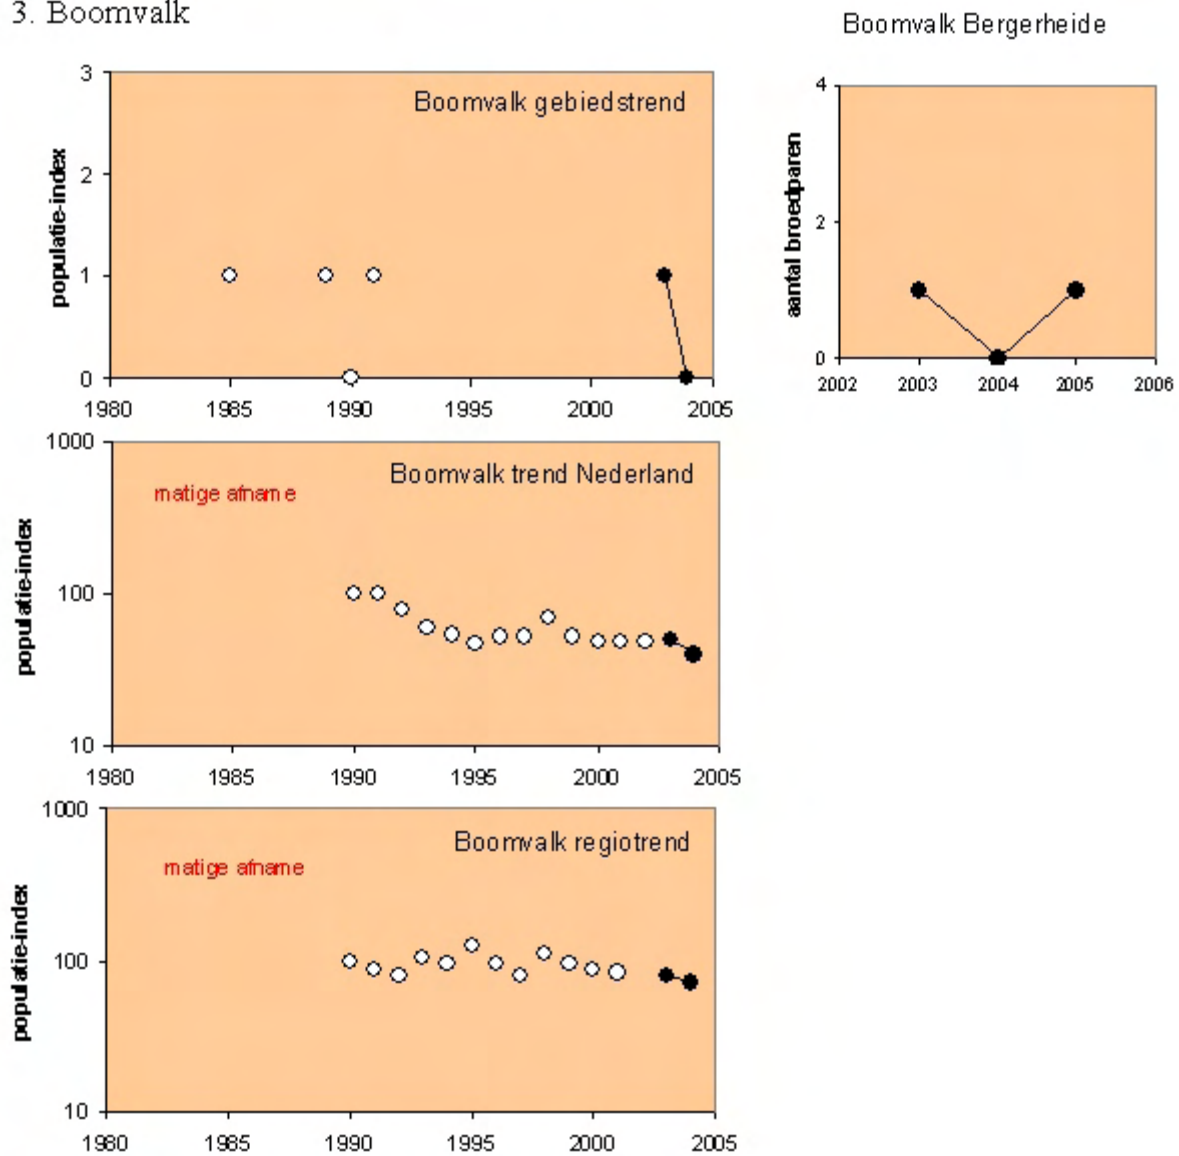 3. Boomvalk
Boomvalk gebiedstrend
populatie-index
3
2
1
0
1980 1985 1990 1995 2000 2005
Boomvalk Bergerheide
aantal broedparen
4
2
0
2002 2003 2004 2005 2006
Boomvalk trend Nederland
matige afname
populatie-index
1000
100
10
1980 1985 1990 1995 2000 2005
Boomvalk regiotrend
matige afname
populatie-index
1000
100
10
1980 1985 1990 1995 2000 2005